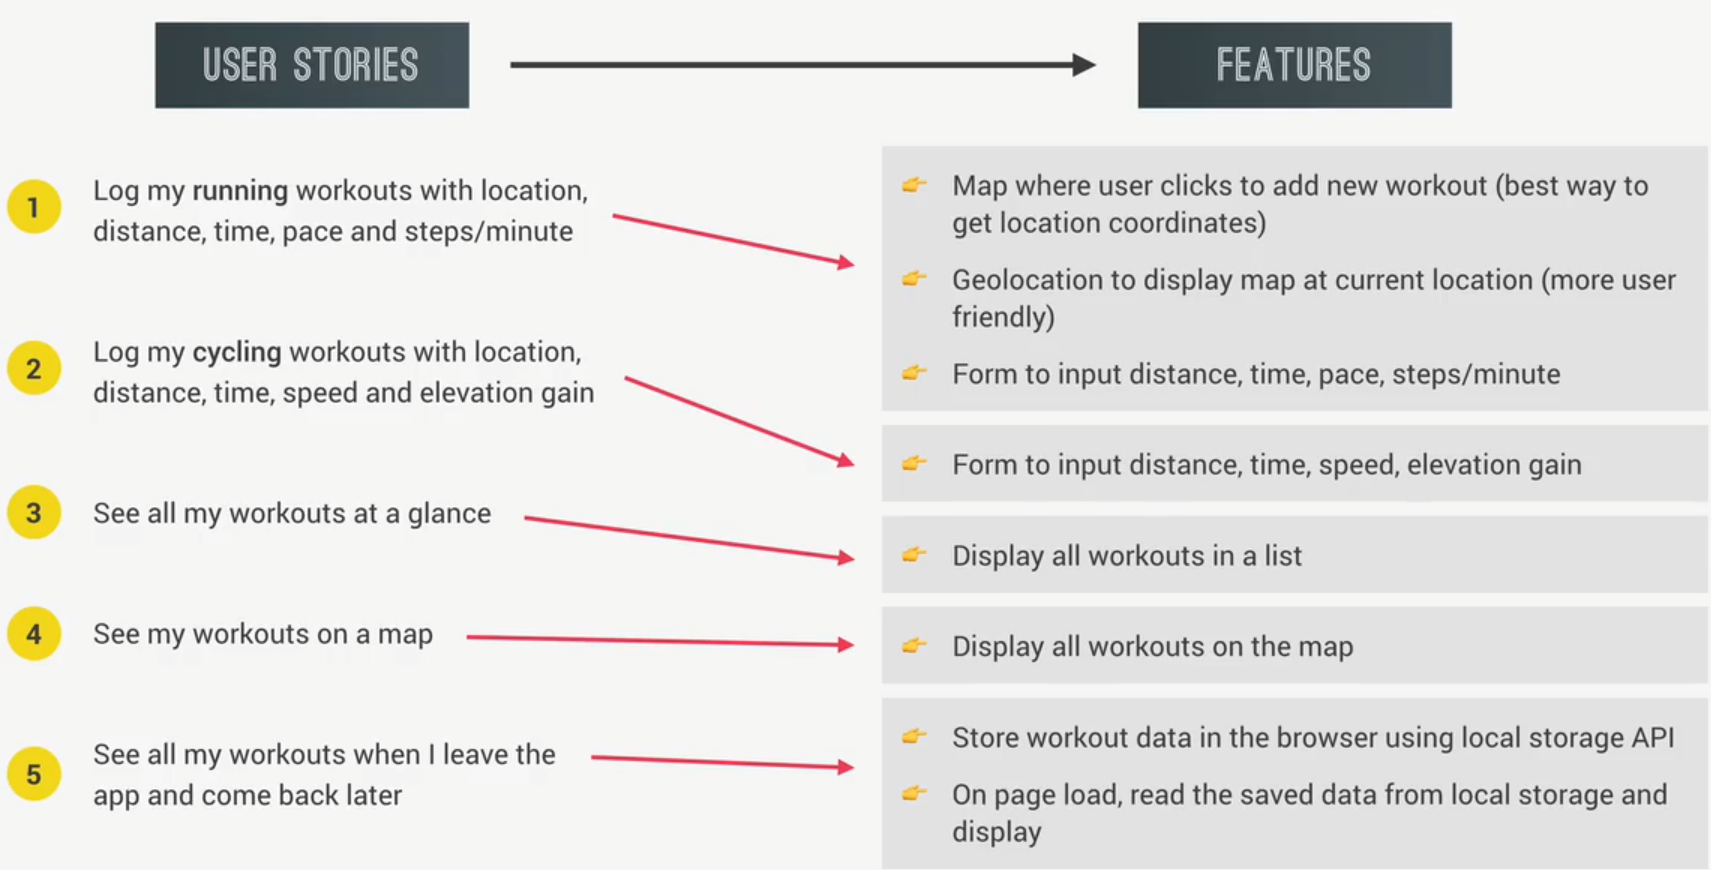 USER STORIES
FEATURES
1
Log my running workouts with location,
distance, time, pace and steps/minute
2
Log my cycling workouts with location,
distance, time, speed and elevation gain
3
See all my workouts at a glance
4
See my workouts on a map
5
See all my workouts when I leave the
app and come back later
Map where user clicks to add new workout (best way to
get location coordinates)
Geolocation to display map at current location (more user
friendly)
Form to input distance, time, pace, steps/minute
Form to input distance, time, speed, elevation gain
Display all workouts in a list
Display all workouts on the map
Store workout data in the browser using local storage API
On page load, read the saved data from local storage and
display